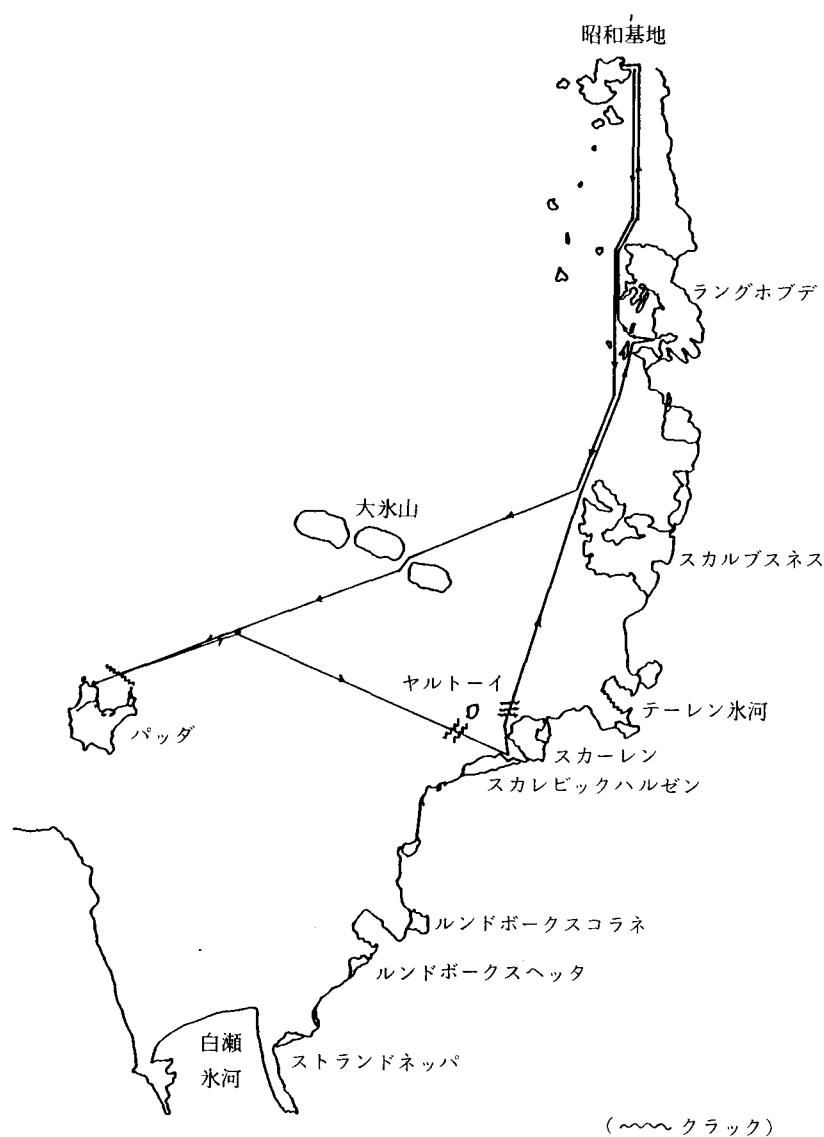 昭和基地
ラングホブデ
大氷山
スカルブスネス
ヤルトーイ
テーレン氷河
パッダ
スカーレン
スカレビックハルゼン
ルンドボークスコラネ
ルンドボークスヘッタ
白瀬
氷河
ストランドネッパ
(〜〜〜 クラック)